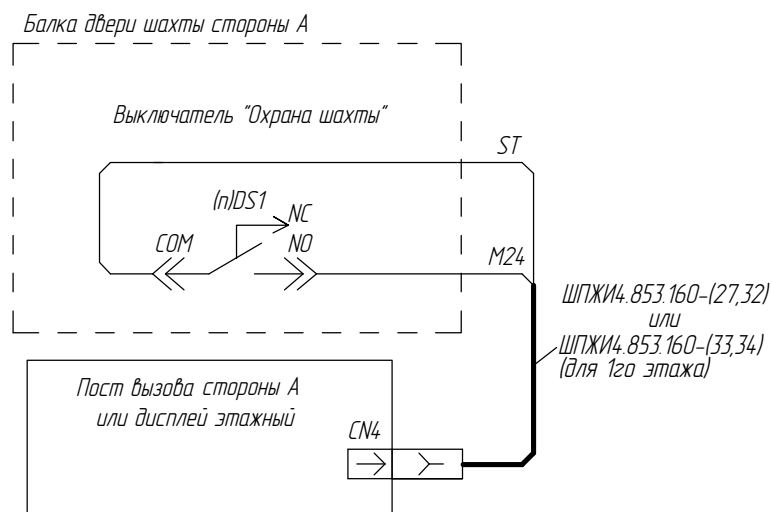 Балка двери шахты стороны А
Выключатель "Охрана шахты"
ST
(п)DS1
NC
COM
NO
M24
ШПЖИ4.853.160-(27,32)
или
ШПЖИ4.853.160-(33,34)
(для 1го этажа)
Пост вызова стороны А
или дисплей этажный
CN4